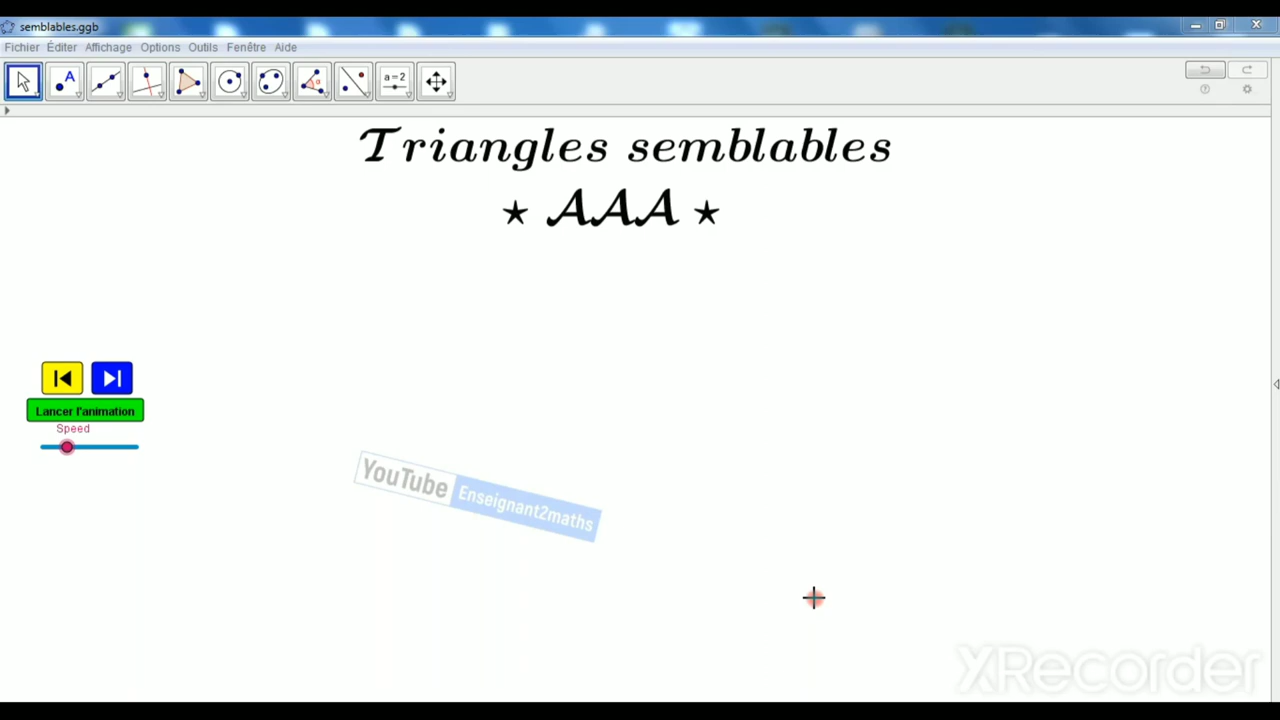 semblables.ggb
Fichier Éditer Affichage Options Outils Fenêtre Aide
A
a=2
Triangles semblables
★ AAA ★
Lancer l'animation
Speed
YouTube Enseignant2maths
XRecorder